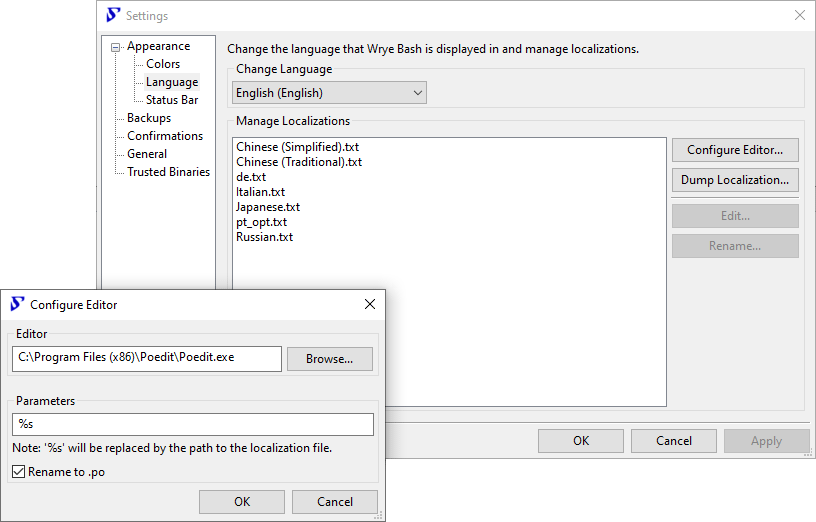 Settings
Appearance
Colors
Language
Status Bar
Backups
Confirmations
General
Trusted Binaries
Change the language that Wrye Bash is displayed in and manage localizations.
Change Language
English (English)
Manage Localizations
Chinese (Simplified).txt
Chinese (Traditional).txt
de.txt
Italian.txt
Japanese.txt
pt_opt.txt
Russian.txt
Configure Editor...
Dump Localization...
Edit...
Rename...
OK
Cancel
Apply
Configure Editor
Editor
C:\Program Files (x86)\Poedit\Poedit.exe
Browse...
Parameters
%s
Note: '%s' will be replaced by the path to the localization file.
Rename to .po
OK
Cancel